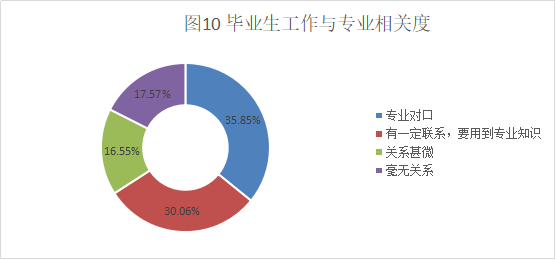 图10 毕业生工作与专业相关度
17.57%
35.85%
16.55%
30.06%
专业对口
有一定联系，要用到专业知识
关系甚微
毫无关系